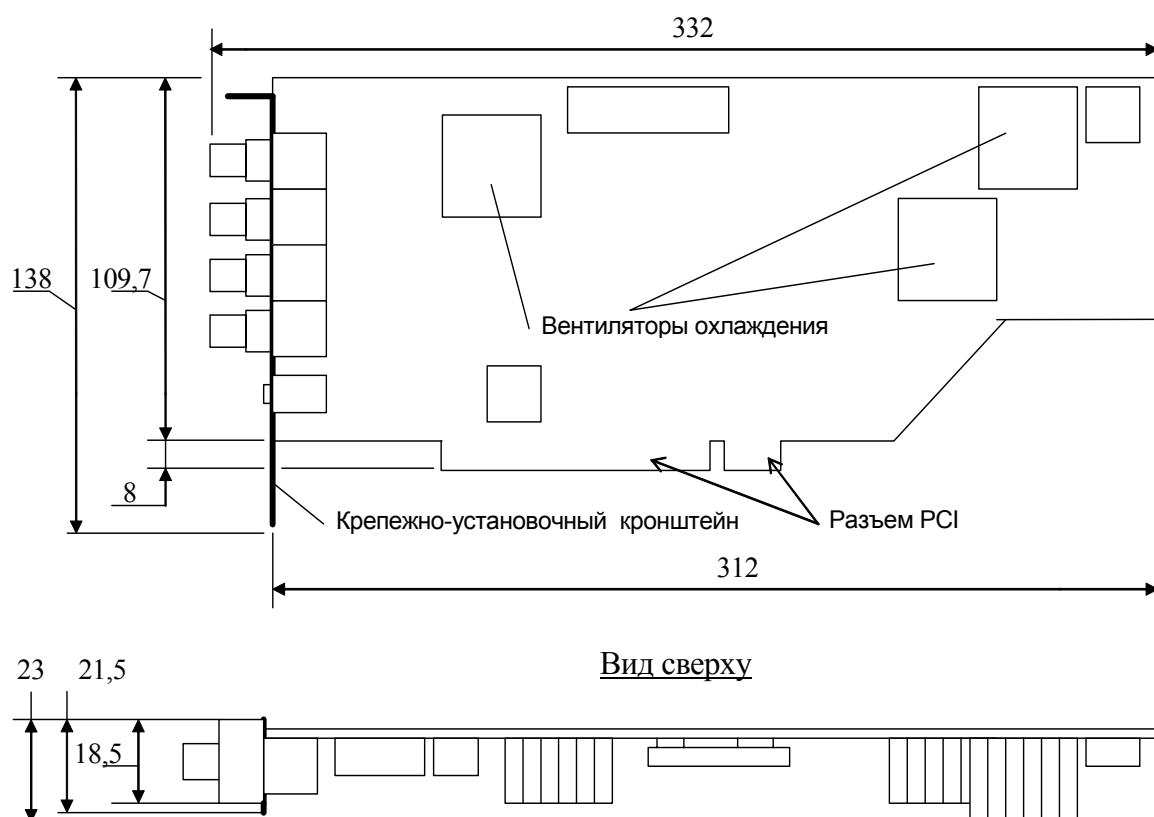 332
138
109,7
Вентиляторы охлаждения
8
Крепежно-установочный кронштейн
Разъем PCI
312
Вид сверху
23
21,5
18,5